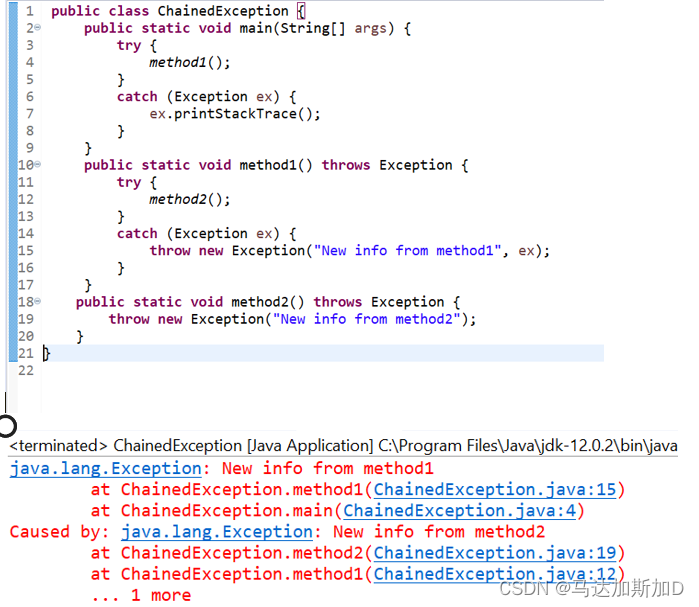 1 public class ChainedException {
2 public static void main(String[] args) {
3 try {
4 method1();
5 }
6 catch (Exception ex) {
7 ex.printStackTrace();
8 }
9 }
10 public static void method1() throws Exception {
11 try {
12 method2();
13 }
14 catch (Exception ex) {
15 throw new Exception("New info from method1", ex);
16 }
17 }
18 public static void method2() throws Exception {
19 throw new Exception("New info from method2");
20 }
21 }
22
<terminated> ChainedException [Java Application] C:\Program Files\Java\jdk-12.0.2\bin\java
java.lang.Exception: New info from method1
at ChainedException.method1(ChainedException.java:15)
at ChainedException.main(ChainedException.java:4)
Caused by: java.lang.Exception: New info from method2
at ChainedException.method2(ChainedException.java:19)
at ChainedException.method1(ChainedException.java:12)
... 1 more
CSDN @马达加斯加D